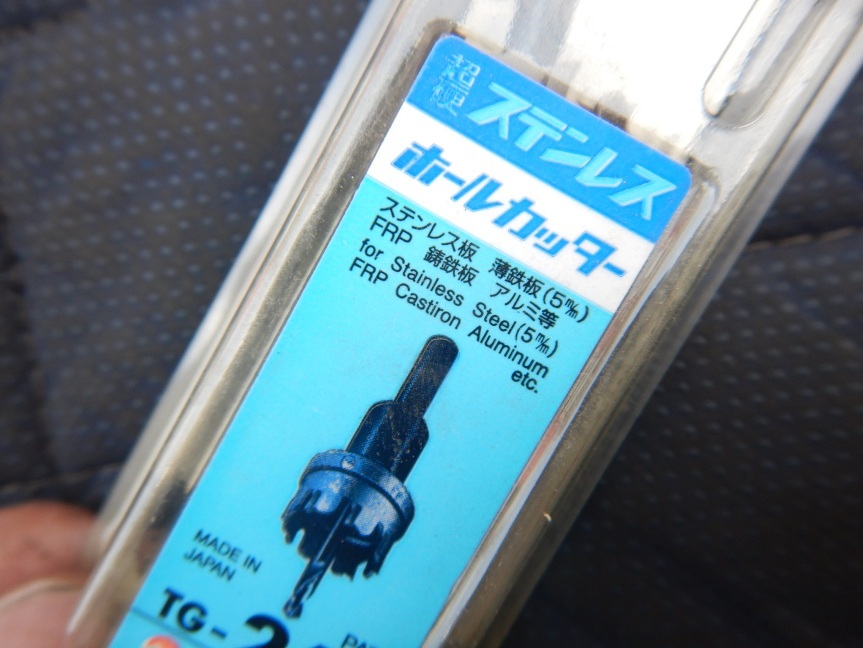 超硬
ステンレス
ホールカッター
ステンレス板 薄鉄板(5㎜)
FRP 鋳鉄板 アルミ等
for Stainless Steel(5㎜)
FRP Castiron Aluminum
etc.
MADE IN
JAPAN
TG-2